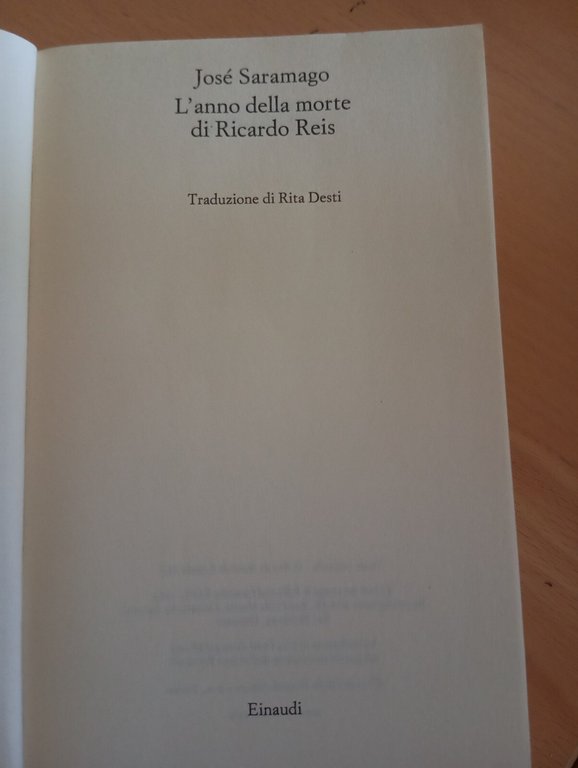 José Saramago
L'anno della morte
di Ricardo Reis
Traduzione di Rita Desti
Einaudi